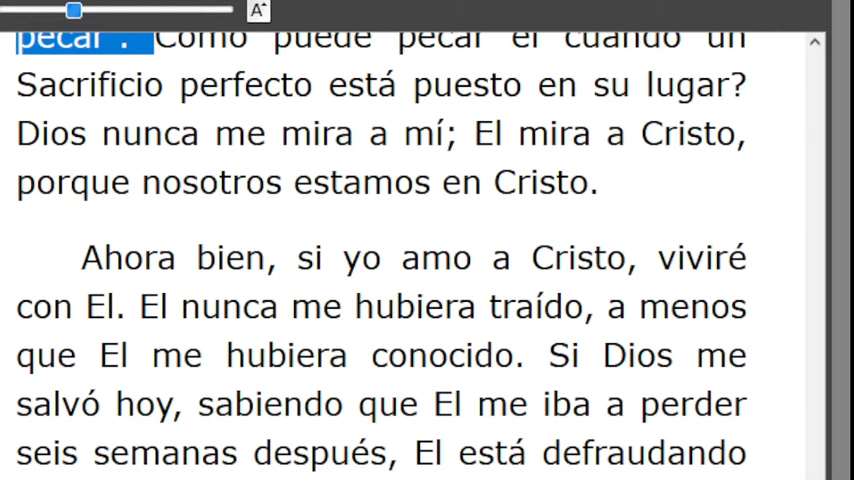 A
pecar". Cómo puede pecar él cuando un
Sacrificio perfecto está puesto en su lugar?
Dios nunca me mira a mí; El mira a Cristo,
porque nosotros estamos en Cristo.
Ahora bien, si yo amo a Cristo, viviré
con El. El nunca me hubiera traído, a menos
que El me hubiera conocido. Si Dios me
salvó hoy, sabiendo que El me iba a perder
seis semanas después, El está defraudando